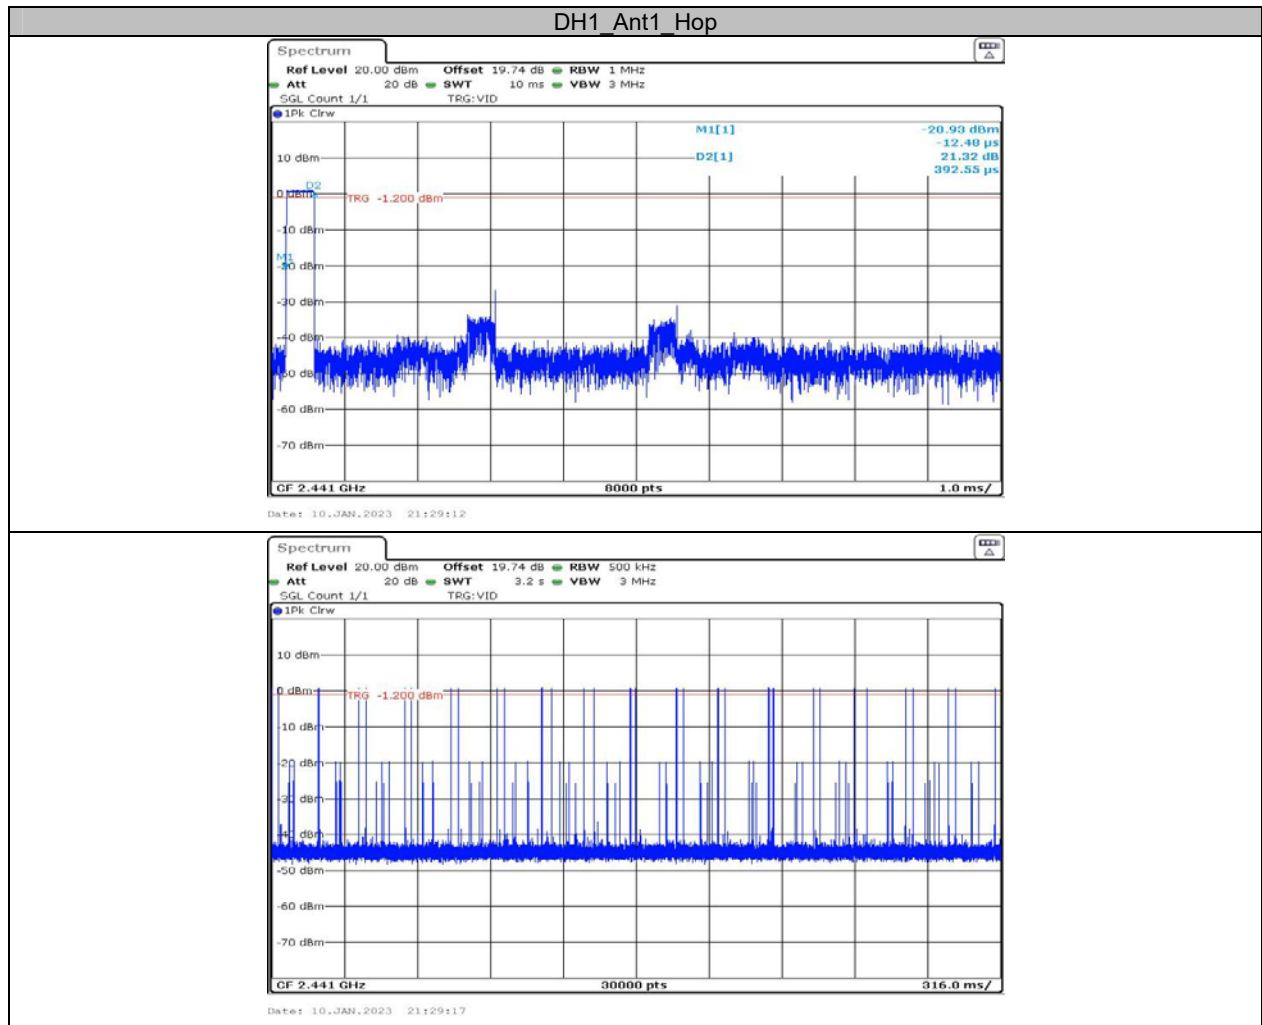 DH1_Ant1_Hop
Spectrum
Ref Level 20.00 dBm Offset 19.74 dB RBW 1 MHz
Att 20 dB SWT 10 ms VBW 3 MHz
SGL Count 1/1 TRG:VID
1Pk Clrw
M1[1] -20.93 dBm
-12.48 µs
10 dBm D2[1] 21.32 dB
392.55 µs
D2
0 dBm
TRG -1.200 dBm
-10 dBm
M1
-20 dBm
-30 dBm
-40 dBm
-50 dBm
-60 dBm
-70 dBm
CF 2.441 GHz 8000 pts 1.0 ms/
Date: 10.JAN.2023 21:29:12
Spectrum
Ref Level 20.00 dBm Offset 19.74 dB RBW 500 kHz
Att 20 dB SWT 3.2 s VBW 3 MHz
SGL Count 1/1 TRG:VID
1Pk Clrw
10 dBm
0 dBm
TRG -1.200 dBm
-10 dBm
-20 dBm
-30 dBm
-40 dBm
-50 dBm
-60 dBm
-70 dBm
CF 2.441 GHz 30000 pts 316.0 ms/
Date: 10.JAN.2023 21:29:17